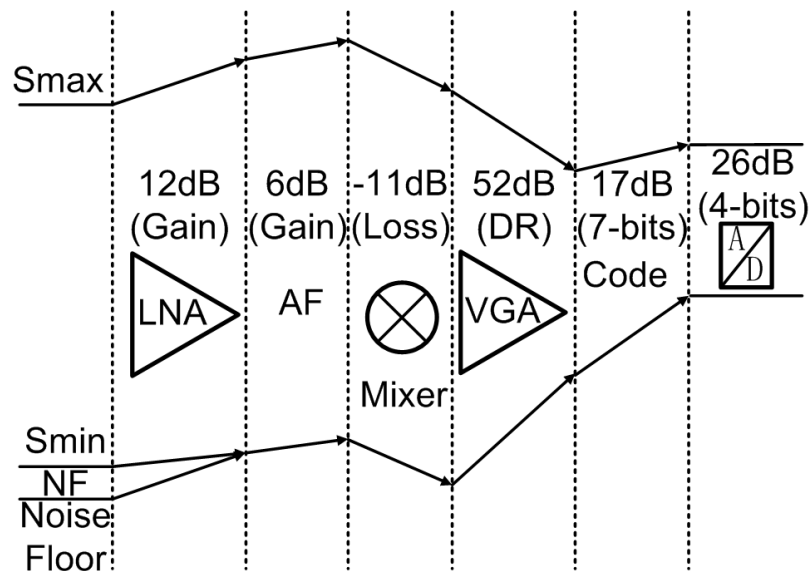 Smax
12dB
(Gain)
6dB
(Gain)
-11dB
(Loss)
52dB
(DR)
17dB
(7-bits)
Code
26dB
(4-bits)
A
D
LNA
AF
VGA
Mixer
Smin
NF
Noise
Floor